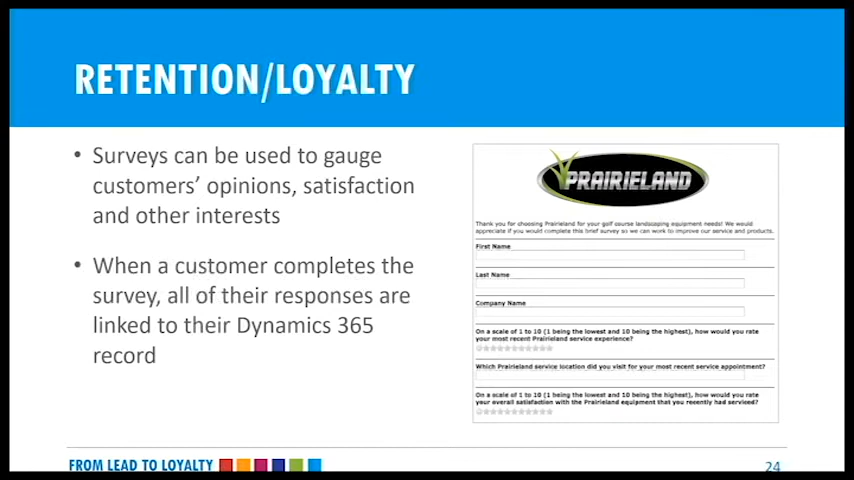 RETENTION/LOYALTY
• Surveys can be used to gauge
customers’ opinions, satisfaction
and other interests
• When a customer completes the
survey, all of their responses are
linked to their Dynamics 365
record
PRAIRIELAND
Thank you for choosing Prairieland for your golf course landscaping equipment needs! We would
appreciate if you would complete this brief survey so we can work to improve our service and products.
First Name
Last Name
Company Name
On a scale of 1 to 10 (1 being the lowest and 10 being the highest), how would you rate
your most recent Prairieland service experience?
Which Prairieland service location did you visit for your most recent service appointment?
On a scale of 1 to 10 (1 being the lowest and 10 being the highest), how would you rate
your overall satisfaction with the Prairieland equipment that you recently had serviced?
FROM LEAD TO LOYALTY
24